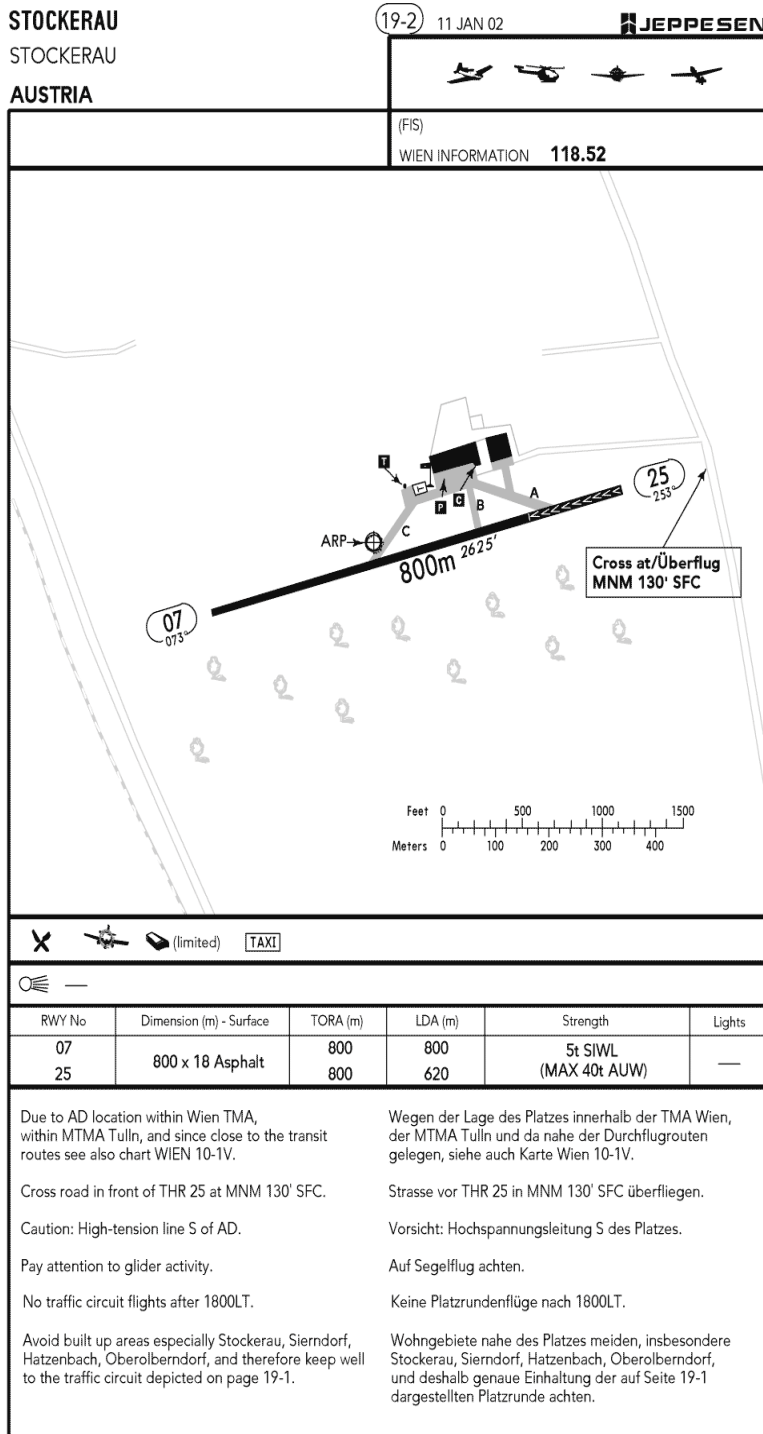 STOCKERAU
19-2 11 JAN 02 JEPPESEN
STOCKERAU
AUSTRIA
(FIS)
WIEN INFORMATION 118.52
T
T
P
C
A
B
C
25
253°
ARP
800m 2625'
Cross at/Überflug
MNM 130' SFC
07
073°
Feet 0 500 1000 1500
Meters 0 100 200 300 400
(limited) TAXI
—
RWY No Dimension (m) - Surface TORA (m) LDA (m) Strength Lights
07 800 x 18 Asphalt 800 800 5t SIWL —
25 800 620 (MAX 40t AUW)
Due to AD location within Wien TMA,
within MTMA Tulln, and since close to the transit
routes see also chart WIEN 10-1V.
Cross road in front of THR 25 at MNM 130' SFC.
Caution: High-tension line S of AD.
Pay attention to glider activity.
No traffic circuit flights after 1800LT.
Avoid built up areas especially Stockerau, Sierndorf,
Hatzenbach, Oberolberndorf, and therefore keep well
to the traffic circuit depicted on page 19-1.
Wegen der Lage des Platzes innerhalb der TMA Wien,
der MTMA Tulln und da nahe der Durchflugrouten
gelegen, siehe auch Karte Wien 10-1V.
Strasse vor THR 25 in MNM 130' SFC überfliegen.
Vorsicht: Hochspannungsleitung S des Platzes.
Auf Segelflug achten.
Keine Platzrundenflüge nach 1800LT.
Wohngebiete nahe des Platzes meiden, insbesondere
Stockerau, Sierndorf, Hatzenbach, Oberolberndorf,
und deshalb genaue Einhaltung der auf Seite 19-1
dargestellten Platzrunde achten.